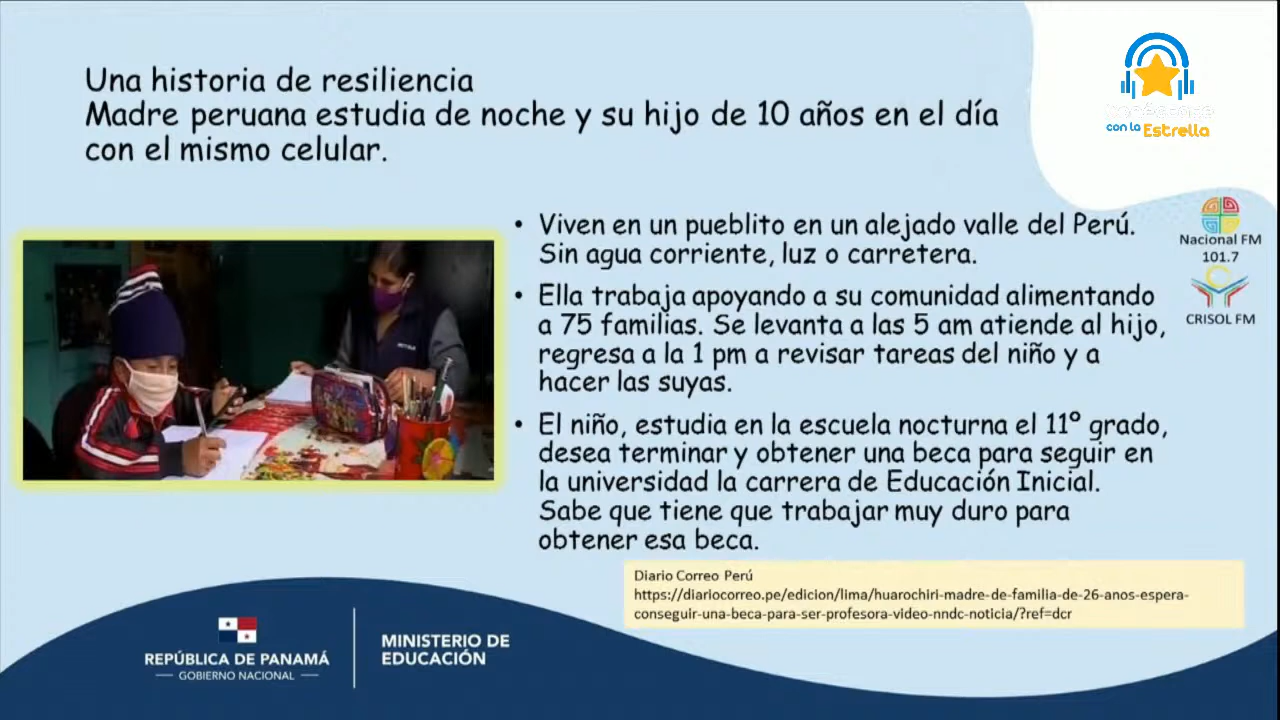 Una historia de resiliencia
Madre peruana estudia de noche y su hijo de 10 años en el día
con el mismo celular.
con la Estrella
Nacional FM
101.7
CRISOL FM
• Viven en un pueblito en un alejado valle del Perú.
Sin agua corriente, luz o carretera.
• Ella trabaja apoyando a su comunidad alimentando
a 75 familias. Se levanta a las 5 am atiende al hijo,
regresa a la 1 pm a revisar tareas del niño y a
hacer las suyas.
• El niño, estudia en la escuela nocturna el 11º grado,
desea terminar y obtener una beca para seguir en
la universidad la carrera de Educación Inicial.
Sabe que tiene que trabajar muy duro para
obtener esa beca.
Diario Correo Perú
https://diariocorreo.pe/edicion/lima/huarochiri-madre-de-familia-de-26-anos-espera-
conseguir-una-beca-para-ser-profesora-video-nndc-noticia/?ref=dcr
REPÚBLICA DE PANAMÁ
— GOBIERNO NACIONAL —
MINISTERIO DE
EDUCACIÓN